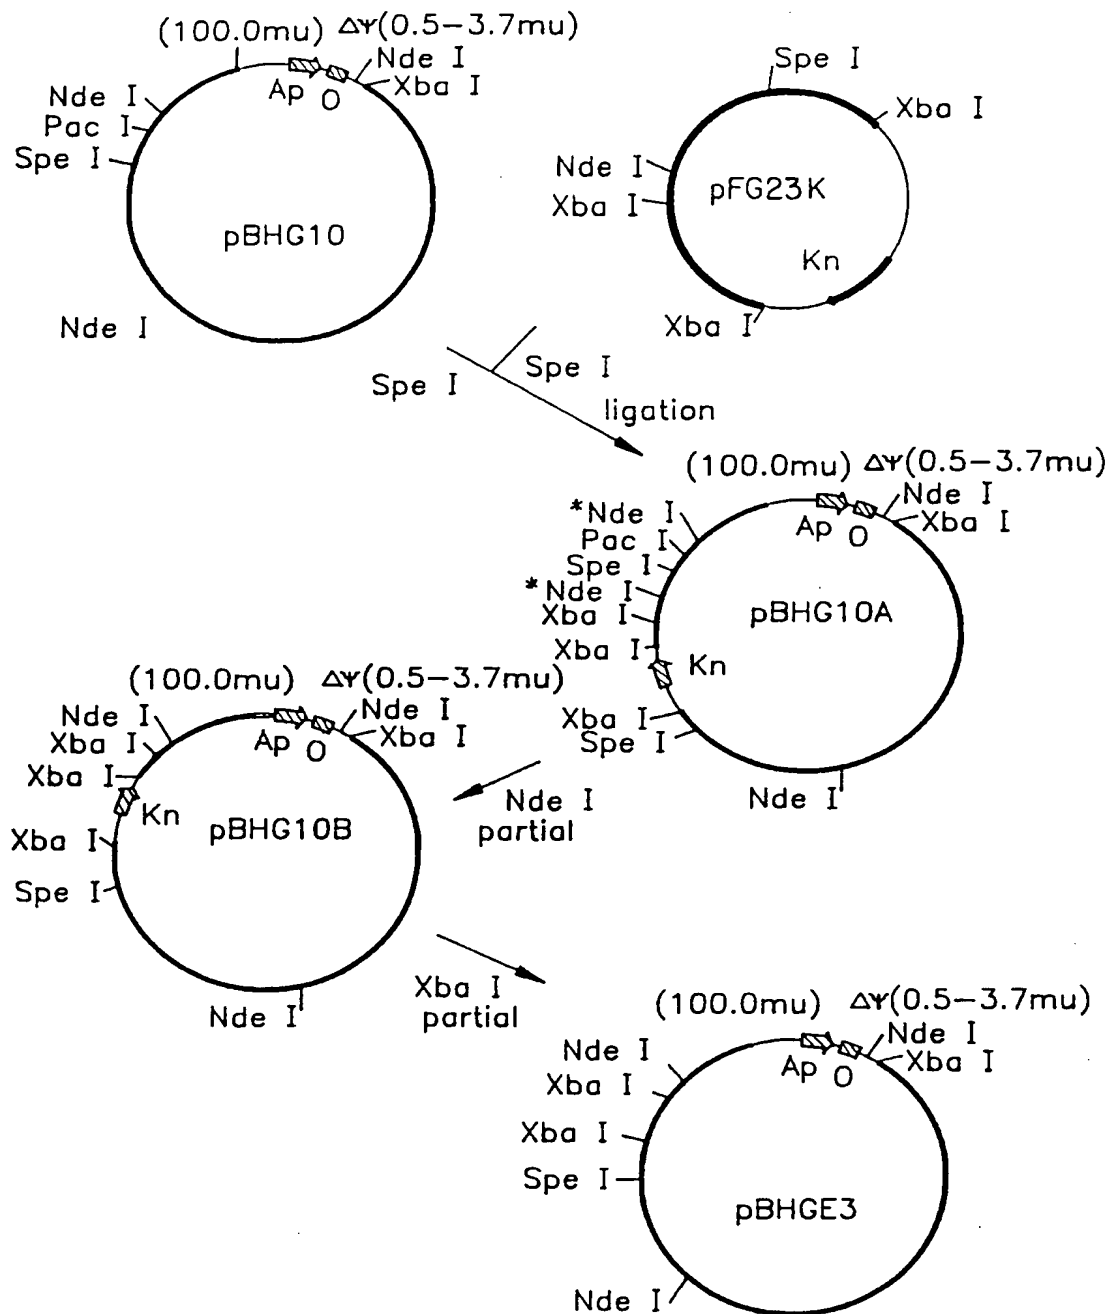 (100.0mu) ΔΨ(0.5-3.7mu)
Nde I
Xba I
Ap O
Nde I
Pac I
Spe I
pBHG10
Nde I
Spe I
Xba I
Nde I
Xba I
pFG23K
Kn
Xba I
Spe I
Spe I
ligation
(100.0mu) ΔΨ(0.5-3.7mu)
Nde I
Xba I
Ap O
*Nde I
Pac I
Spe I
*Nde I
Xba I
Xba I
Kn
pBHG10A
Xba I
Spe I
Nde I
Nde I
partial
(100.0mu) ΔΨ(0.5-3.7mu)
Nde I
Xba I
Ap O
Nde I
Xba I
Xba I
Kn
pBHG10B
Xba I
Spe I
Nde I
Xba I
partial
(100.0mu) ΔΨ(0.5-3.7mu)
Nde I
Xba I
Ap O
Nde I
Xba I
Xba I
Spe I
pBHGE3
Nde I